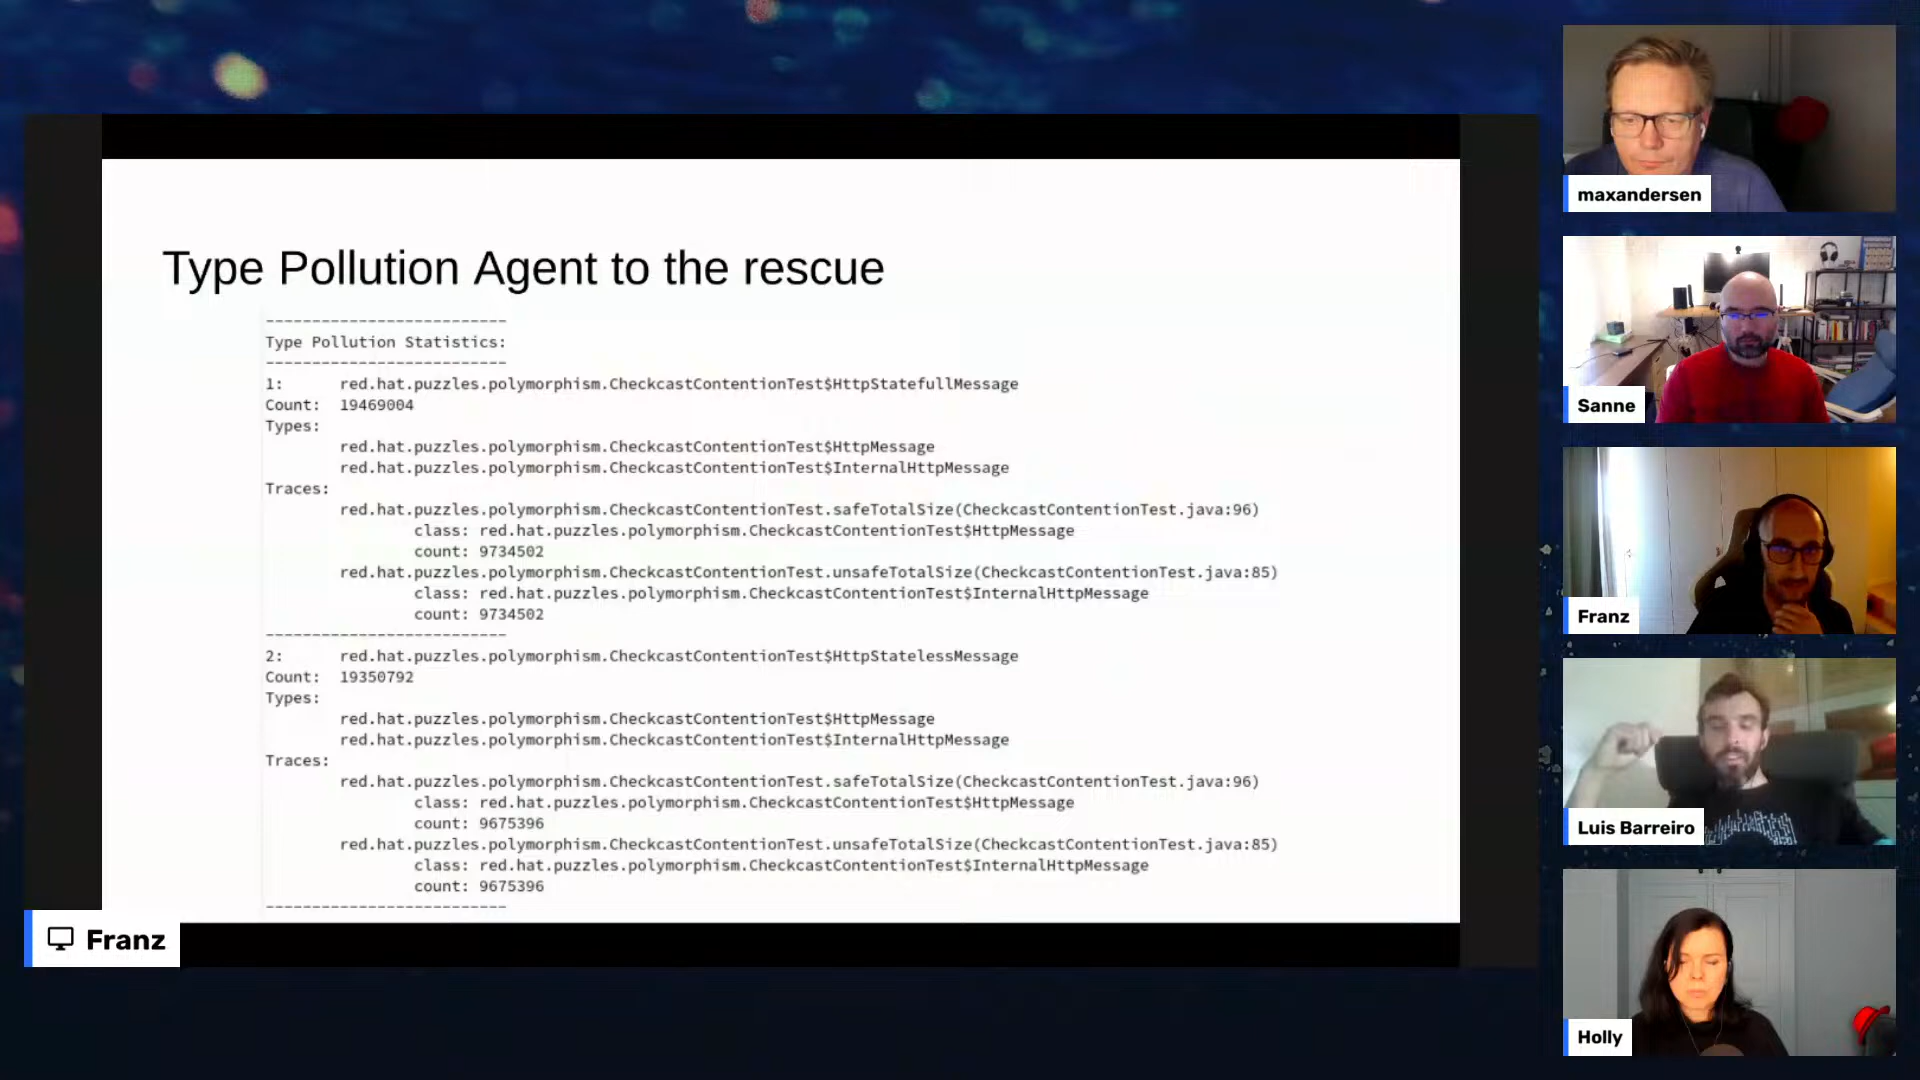 Type Pollution Agent to the rescue
--------------------------
Type Pollution Statistics:
--------------------------
1: red.hat.puzzles.polymorphism.CheckcastContentionTest$HttpStatefullMessage
Count: 19469004
Types:
red.hat.puzzles.polymorphism.CheckcastContentionTest$HttpMessage
red.hat.puzzles.polymorphism.CheckcastContentionTest$InternalHttpMessage
Traces:
red.hat.puzzles.polymorphism.CheckcastContentionTest.safeTotalSize(CheckcastContentionTest.java:96)
class: red.hat.puzzles.polymorphism.CheckcastContentionTest$HttpMessage
count: 9734502
red.hat.puzzles.polymorphism.CheckcastContentionTest.unsafeTotalSize(CheckcastContentionTest.java:85)
class: red.hat.puzzles.polymorphism.CheckcastContentionTest$InternalHttpMessage
count: 9734502
--------------------------
2: red.hat.puzzles.polymorphism.CheckcastContentionTest$HttpStatelessMessage
Count: 19350792
Types:
red.hat.puzzles.polymorphism.CheckcastContentionTest$HttpMessage
red.hat.puzzles.polymorphism.CheckcastContentionTest$InternalHttpMessage
Traces:
red.hat.puzzles.polymorphism.CheckcastContentionTest.safeTotalSize(CheckcastContentionTest.java:96)
class: red.hat.puzzles.polymorphism.CheckcastContentionTest$HttpMessage
count: 9675396
red.hat.puzzles.polymorphism.CheckcastContentionTest.unsafeTotalSize(CheckcastContentionTest.java:85)
class: red.hat.puzzles.polymorphism.CheckcastContentionTest$InternalHttpMessage
count: 9675396
--------------------------
Franz
maxandersen
Sanne
Franz
Luis Barreiro
Holly